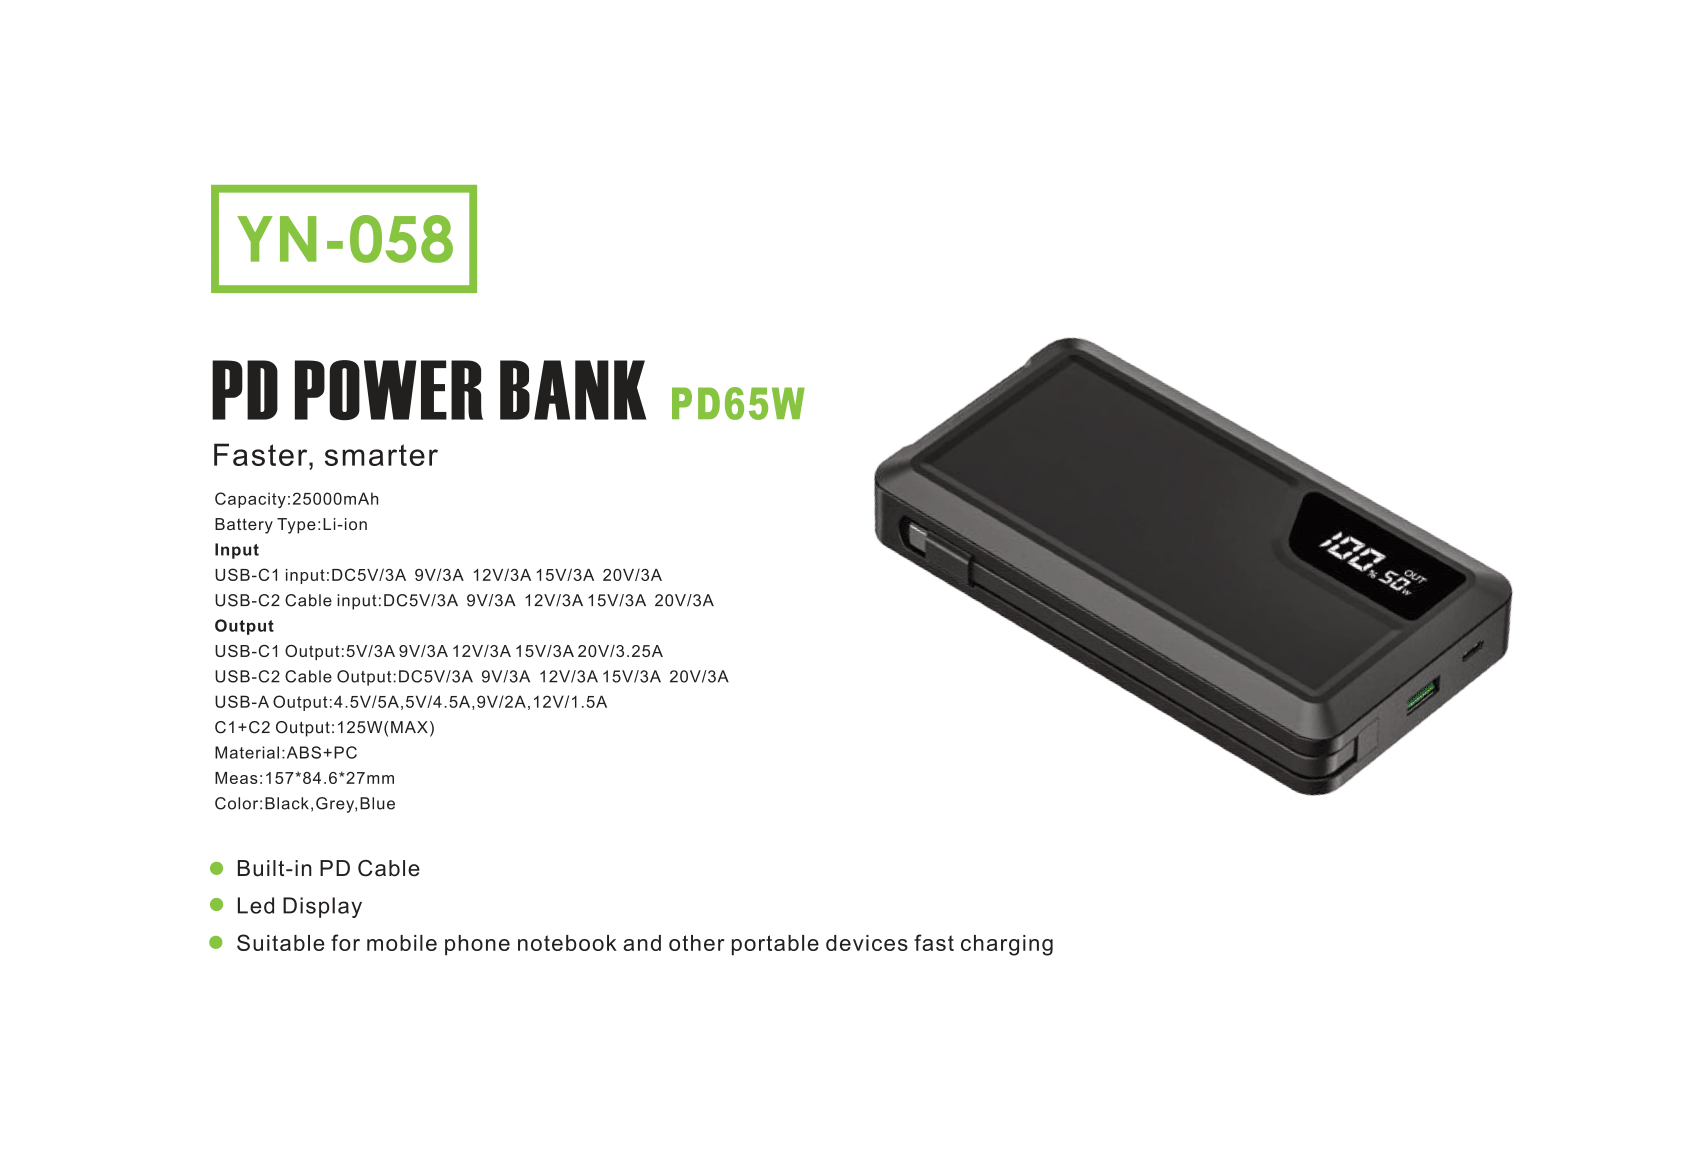 YN-058
PD POWER BANK PD65W
Faster, smarter
Capacity:25000mAh
Battery Type:Li-ion
Input
USB-C1 input:DC5V/3A 9V/3A 12V/3A 15V/3A 20V/3A
USB-C2 Cable input:DC5V/3A 9V/3A 12V/3A 15V/3A 20V/3A
Output
USB-C1 Output:5V/3A 9V/3A 12V/3A 15V/3A 20V/3.25A
USB-C2 Cable Output:DC5V/3A 9V/3A 12V/3A 15V/3A 20V/3A
USB-A Output:4.5V/5A,5V/4.5A,9V/2A,12V/1.5A
C1+C2 Output:125W(MAX)
Material:ABS+PC
Meas:157*84.6*27mm
Color:Black,Grey,Blue
Built-in PD Cable
Led Display
Suitable for mobile phone notebook and other portable devices fast charging
100% 50W OUT